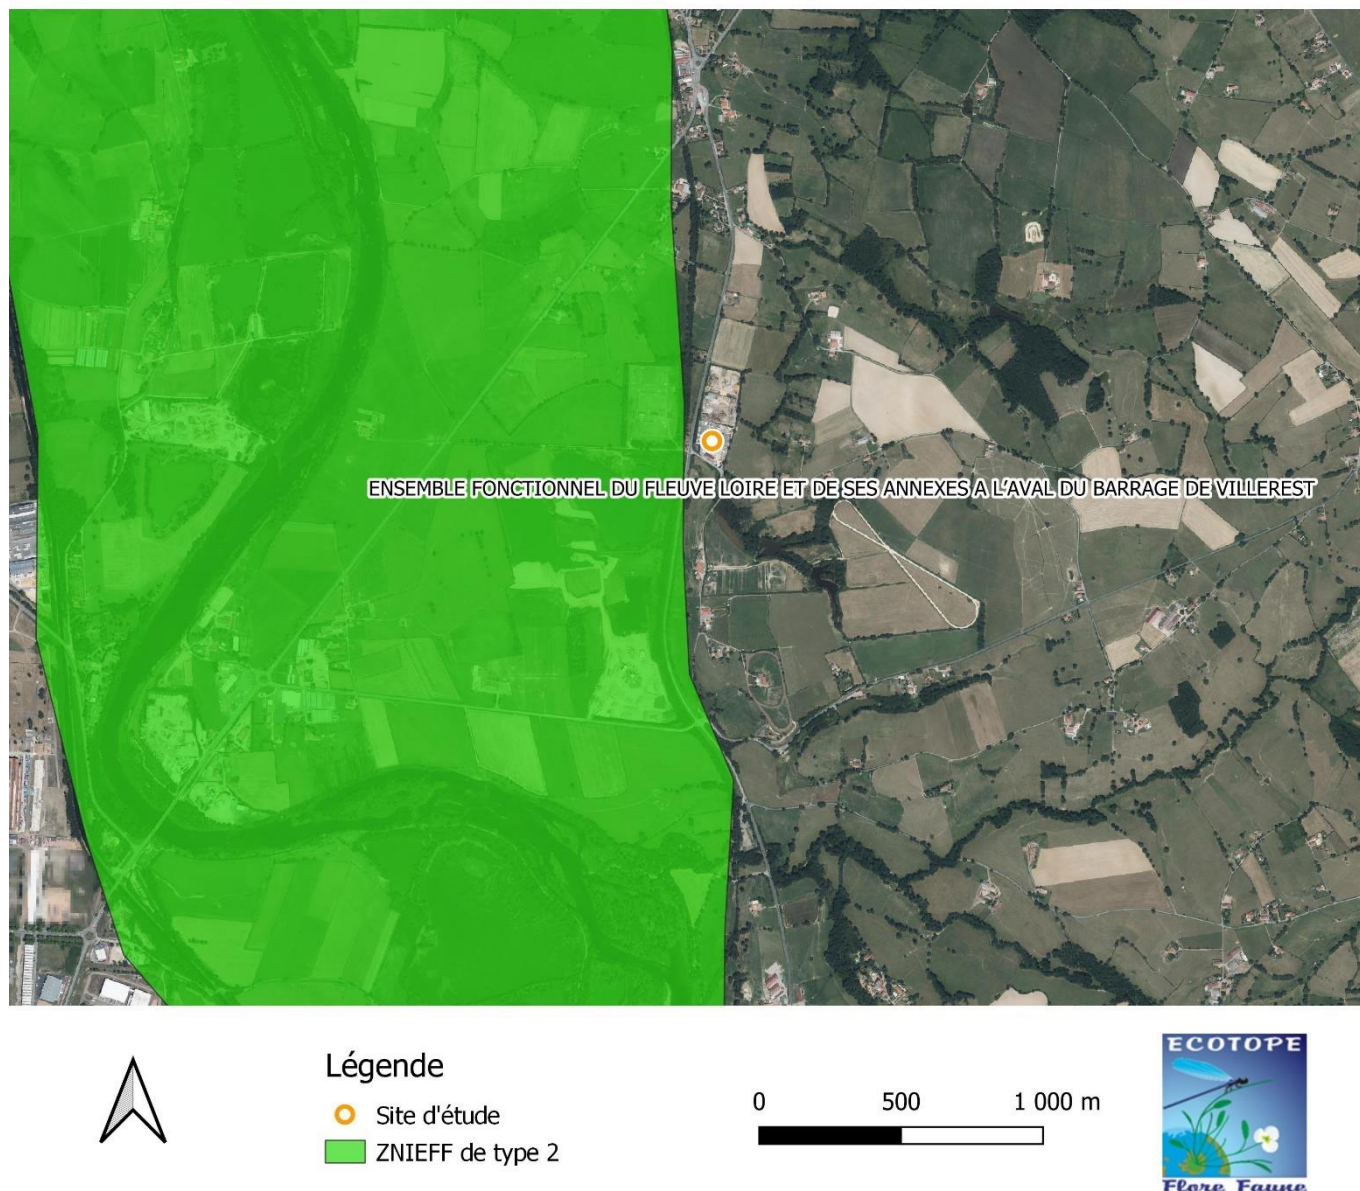 ENSEMBLE FONCTIONNEL DU FLEUVE LOIRE ET DE SES ANNEXES A L'AVAL DU BARRAGE DE VILLEREST
Légende
Site d'étude
ZNIEFF de type 2
0 500 1 000 m
ECOTOPE
Flore Faune